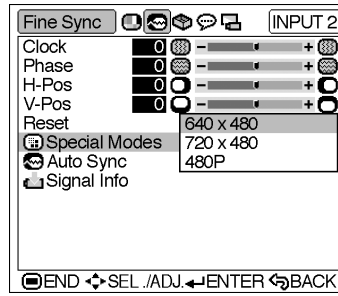 Fine Sync INPUT 2
Clock 0 - +
Phase 0 - +
H-Pos 0 - +
V-Pos 0 - +
Reset 640 x 480
Special Modes 720 x 480
Auto Sync 480P
Signal Info
END SEL./ADJ. ENTER BACK